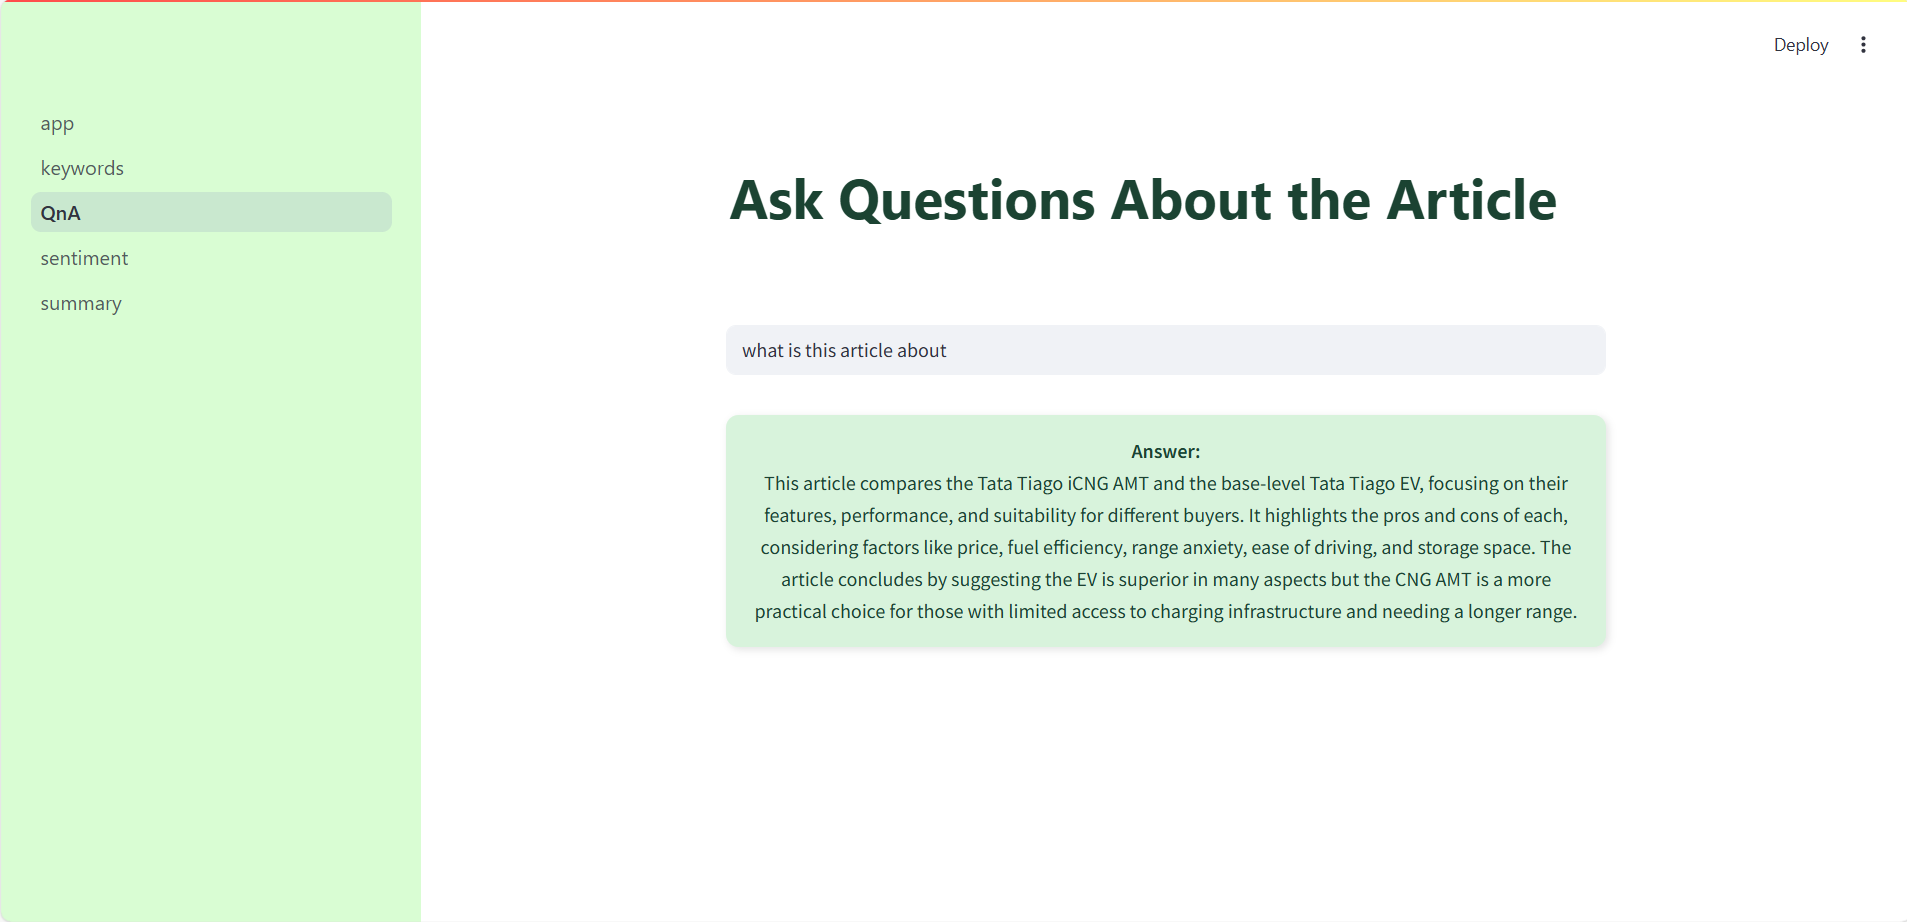 Deploy
app
keywords
QnA
sentiment
summary
Ask Questions About the Article
what is this article about
Answer:
This article compares the Tata Tiago iCNG AMT and the base-level Tata Tiago EV, focusing on their
features, performance, and suitability for different buyers. It highlights the pros and cons of each,
considering factors like price, fuel efficiency, range anxiety, ease of driving, and storage space. The
article concludes by suggesting the EV is superior in many aspects but the CNG AMT is a more
practical choice for those with limited access to charging infrastructure and needing a longer range.